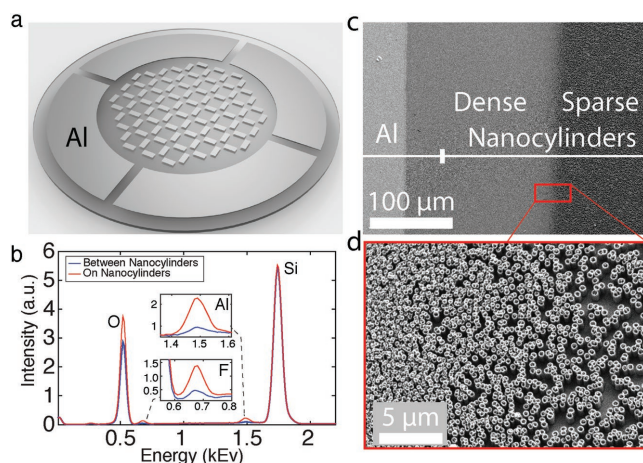 a
Al
b
6
5
4
3
2
1
0
Intensity (a.u.)
Between Nanocylinders
On Nanocylinders
O
Si
Al
2
1
1.4 1.5 1.6
F
1.5
1.0
0.5
0.6 0.7 0.8
0.5 1 1.5 2
Energy (kEv)
c
Dense Sparse
Al Nanocylinders
100 µm
d
5 µm